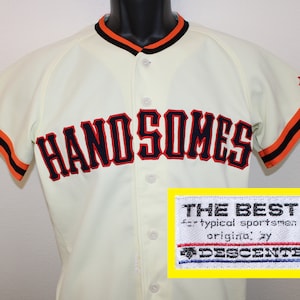 HANDSOMES
THE BEST
for typical sportsmen
original by
DESCENTE